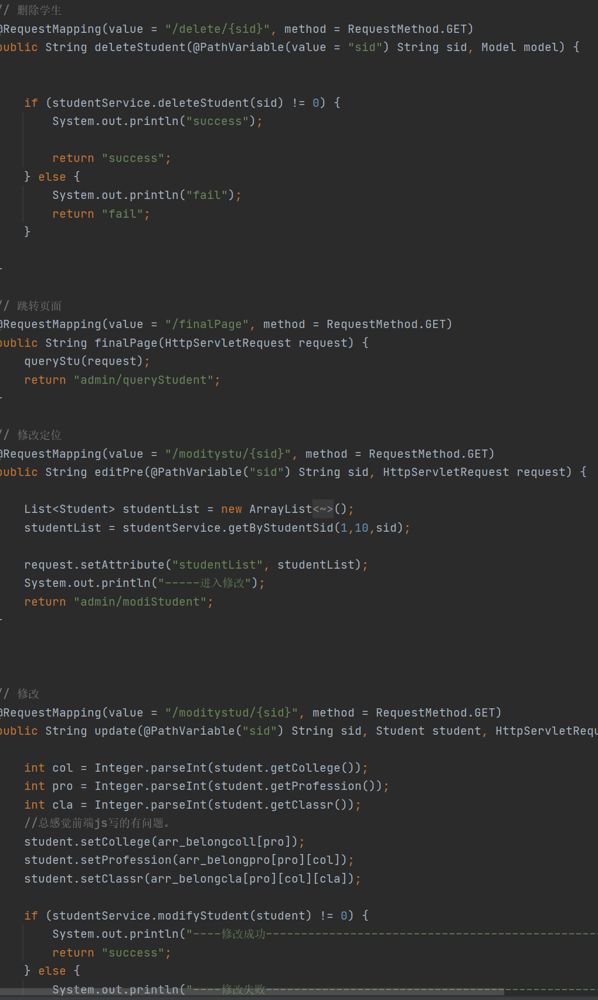 // 删除学生
@RequestMapping(value = "/delete/{sid}", method = RequestMethod.GET)
public String deleteStudent(@PathVariable(value = "sid") String sid, Model model) {
if (studentService.deleteStudent(sid) != 0) {
System.out.println("success");
return "success";
} else {
System.out.println("fail");
return "fail";
}
// 跳转页面
@RequestMapping(value = "/finalPage", method = RequestMethod.GET)
public String finalPage(HttpServletRequest request) {
queryStu(request);
return "admin/queryStudent";
// 修改定位
@RequestMapping(value = "/moditystu/{sid}", method = RequestMethod.GET)
public String editPre(@PathVariable("sid") String sid, HttpServletRequest request) {
List<Student> studentList = new ArrayList<~>();
studentList = studentService.getByStudentSid(1,10,sid);
request.setAttribute("studentList", studentList);
System.out.println("-----进入修改");
return "admin/modiStudent";
// 修改
@RequestMapping(value = "/moditystud/{sid}", method = RequestMethod.GET)
public String update(@PathVariable("sid") String sid, Student student, HttpServletRequ
int col = Integer.parseInt(student.getCollege());
int pro = Integer.parseInt(student.getProfession());
int cla = Integer.parseInt(student.getClassr());
//总感觉前端js写的有问题。
student.setCollege(arr_belongcoll[pro]);
student.setProfession(arr_belongpro[pro][col]);
student.setClassr(arr_belongcla[pro][col][cla]);
if (studentService.modifyStudent(student) != 0) {
System.out.println("----修改成功-----------------------------------------------
return "success";
} else {
System.out.println("----修改失败-----------------------------------------------